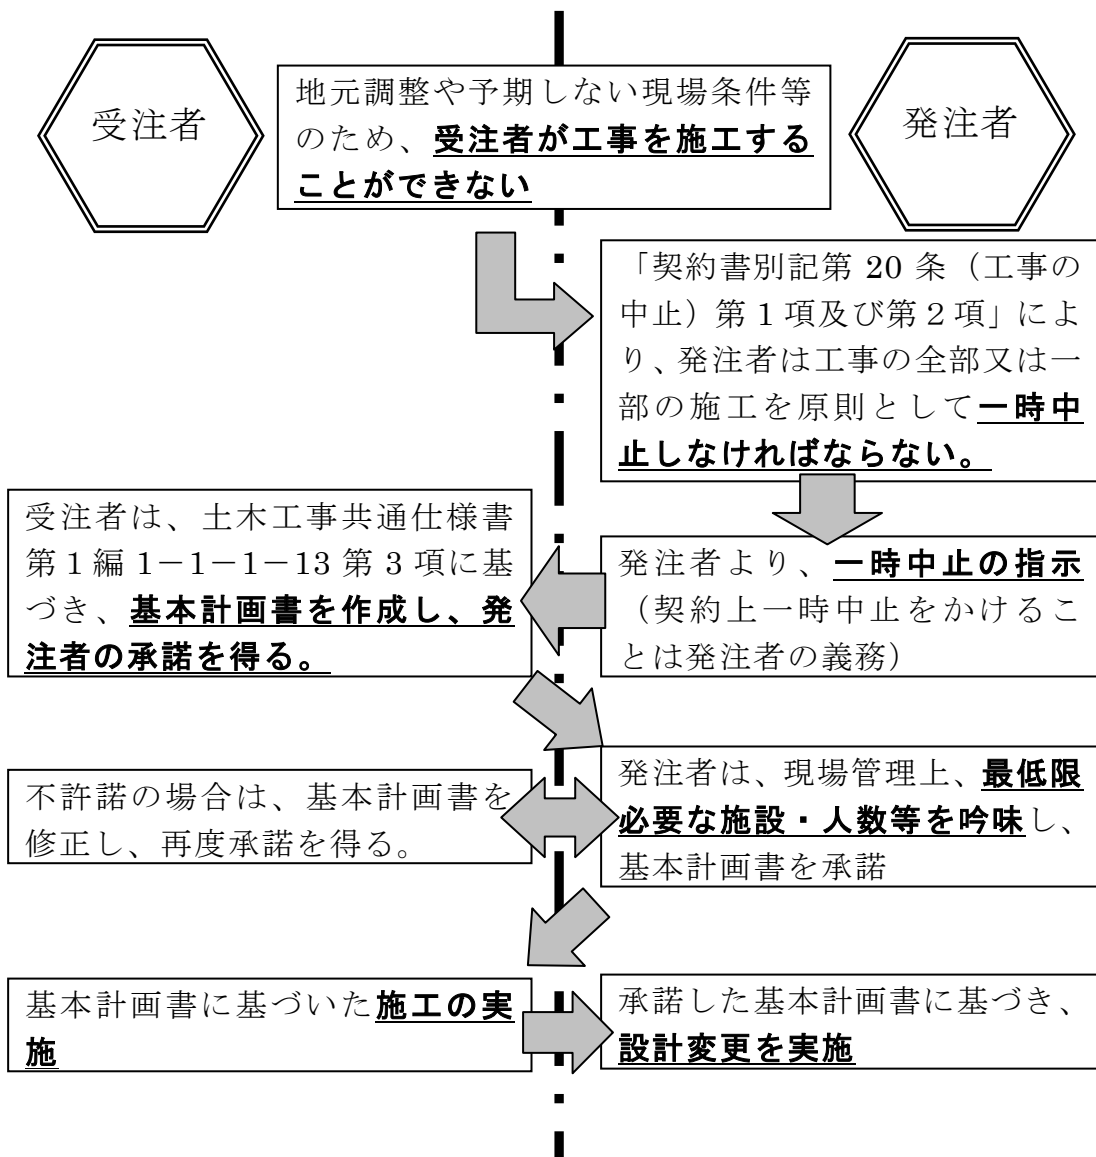 受注者
発注者
地元調整や予期しない現場条件等
のため、受注者が工事を施工する
ことができない
「契約書別記第 20 条（工事の
中止）第１項及び第２項」によ
り、発注者は工事の全部又は一
部の施工を原則として一時中
止しなければならない。
発注者より、一時中止の指示
（契約上一時中止をかけるこ
とは発注者の義務）
受注者は、土木工事共通仕様書
第１編 1－1－1－13 第３項に基
づき、基本計画書を作成し、発
注者の承諾を得る。
発注者は、現場管理上、最低限
必要な施設・人数等を吟味し、
基本計画書を承諾
不許諾の場合は、基本計画書を
修正し、再度承諾を得る。
基本計画書に基づいた施工の実
施
承諾した基本計画書に基づき、
設計変更を実施